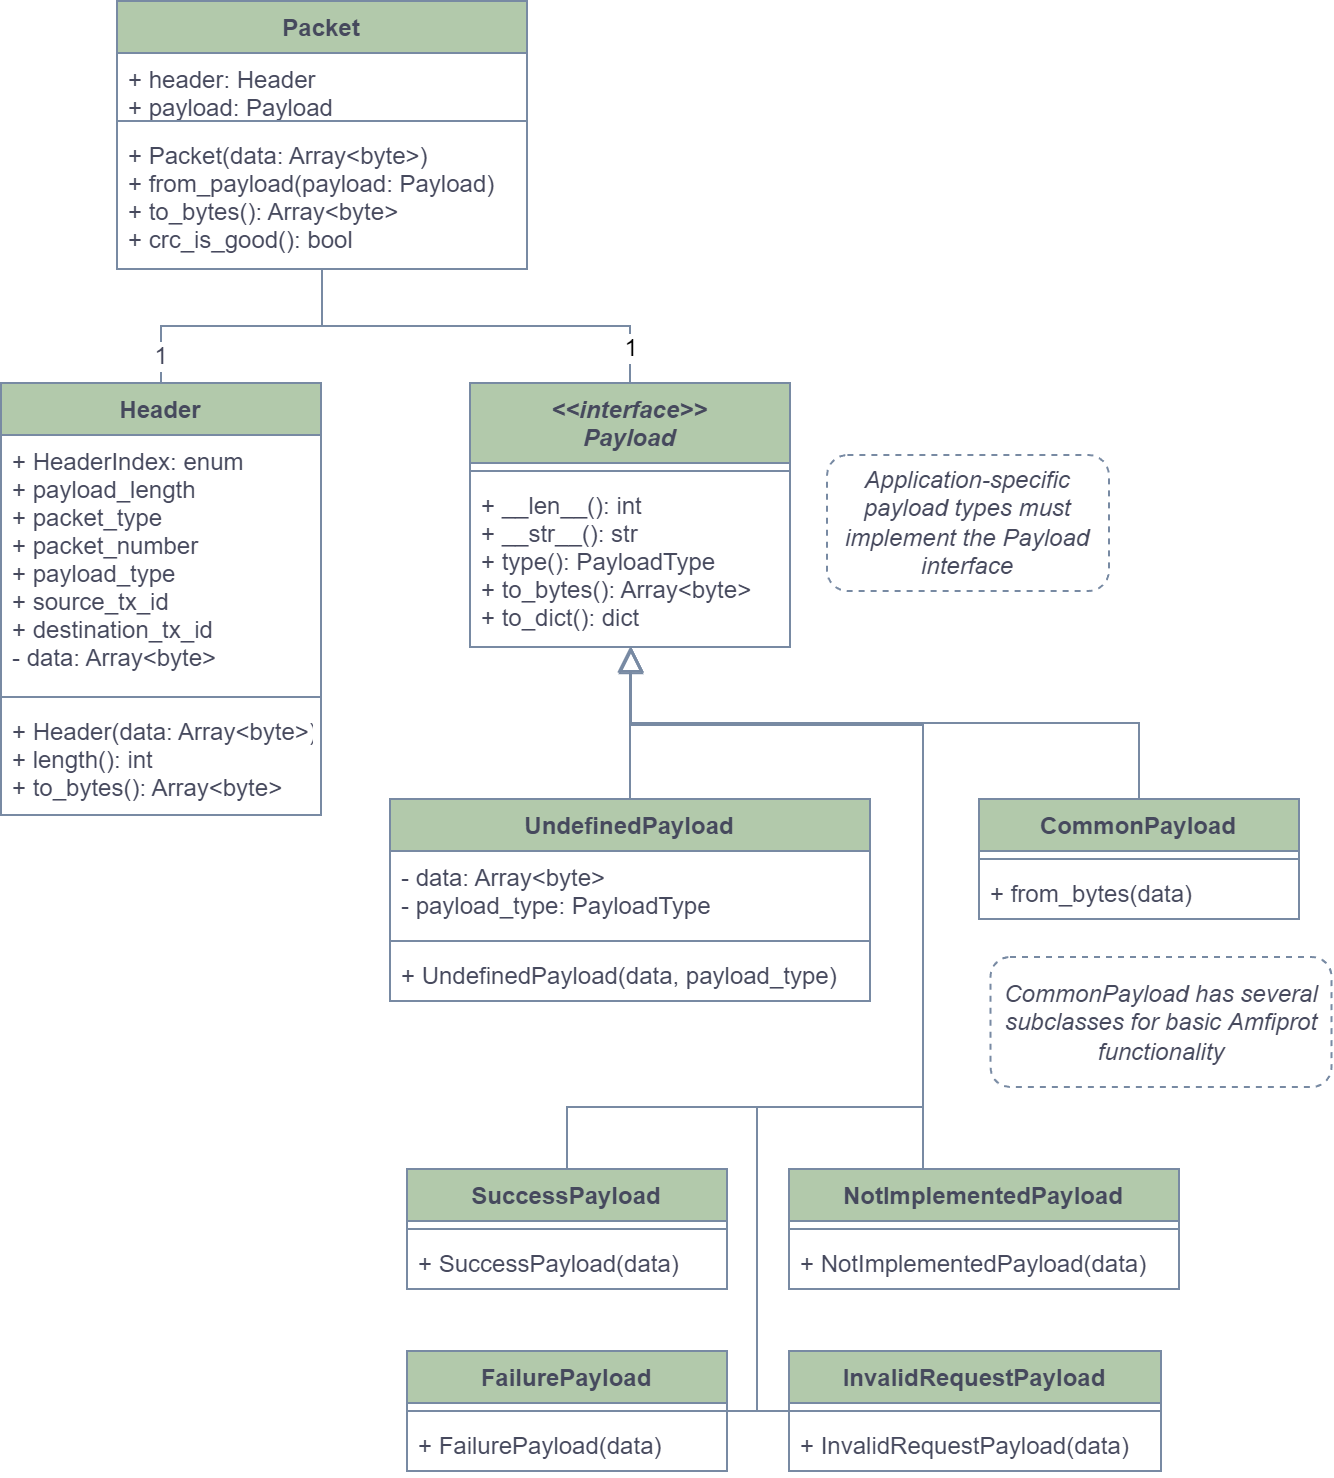 Packet
+ header: Header
+ payload: Payload
+ Packet(data: Array<byte>)
+ from_payload(payload: Payload)
+ to_bytes(): Array<byte>
+ crc_is_good(): bool
1
1
Header
+ HeaderIndex: enum
+ payload_length
+ packet_type
+ packet_number
+ payload_type
+ source_tx_id
+ destination_tx_id
- data: Array<byte>
+ Header(data: Array<byte>)
+ length(): int
+ to_bytes(): Array<byte>
<<interface>>
Payload
+ __len__(): int
+ __str__(): str
+ type(): PayloadType
+ to_bytes(): Array<byte>
+ to_dict(): dict
Application-specific
payload types must
implement the Payload
interface
UndefinedPayload
- data: Array<byte>
- payload_type: PayloadType
+ UndefinedPayload(data, payload_type)
CommonPayload
+ from_bytes(data)
CommonPayload has several
subclasses for basic Amfiprot
functionality
SuccessPayload
+ SuccessPayload(data)
NotImplementedPayload
+ NotImplementedPayload(data)
FailurePayload
+ FailurePayload(data)
InvalidRequestPayload
+ InvalidRequestPayload(data)